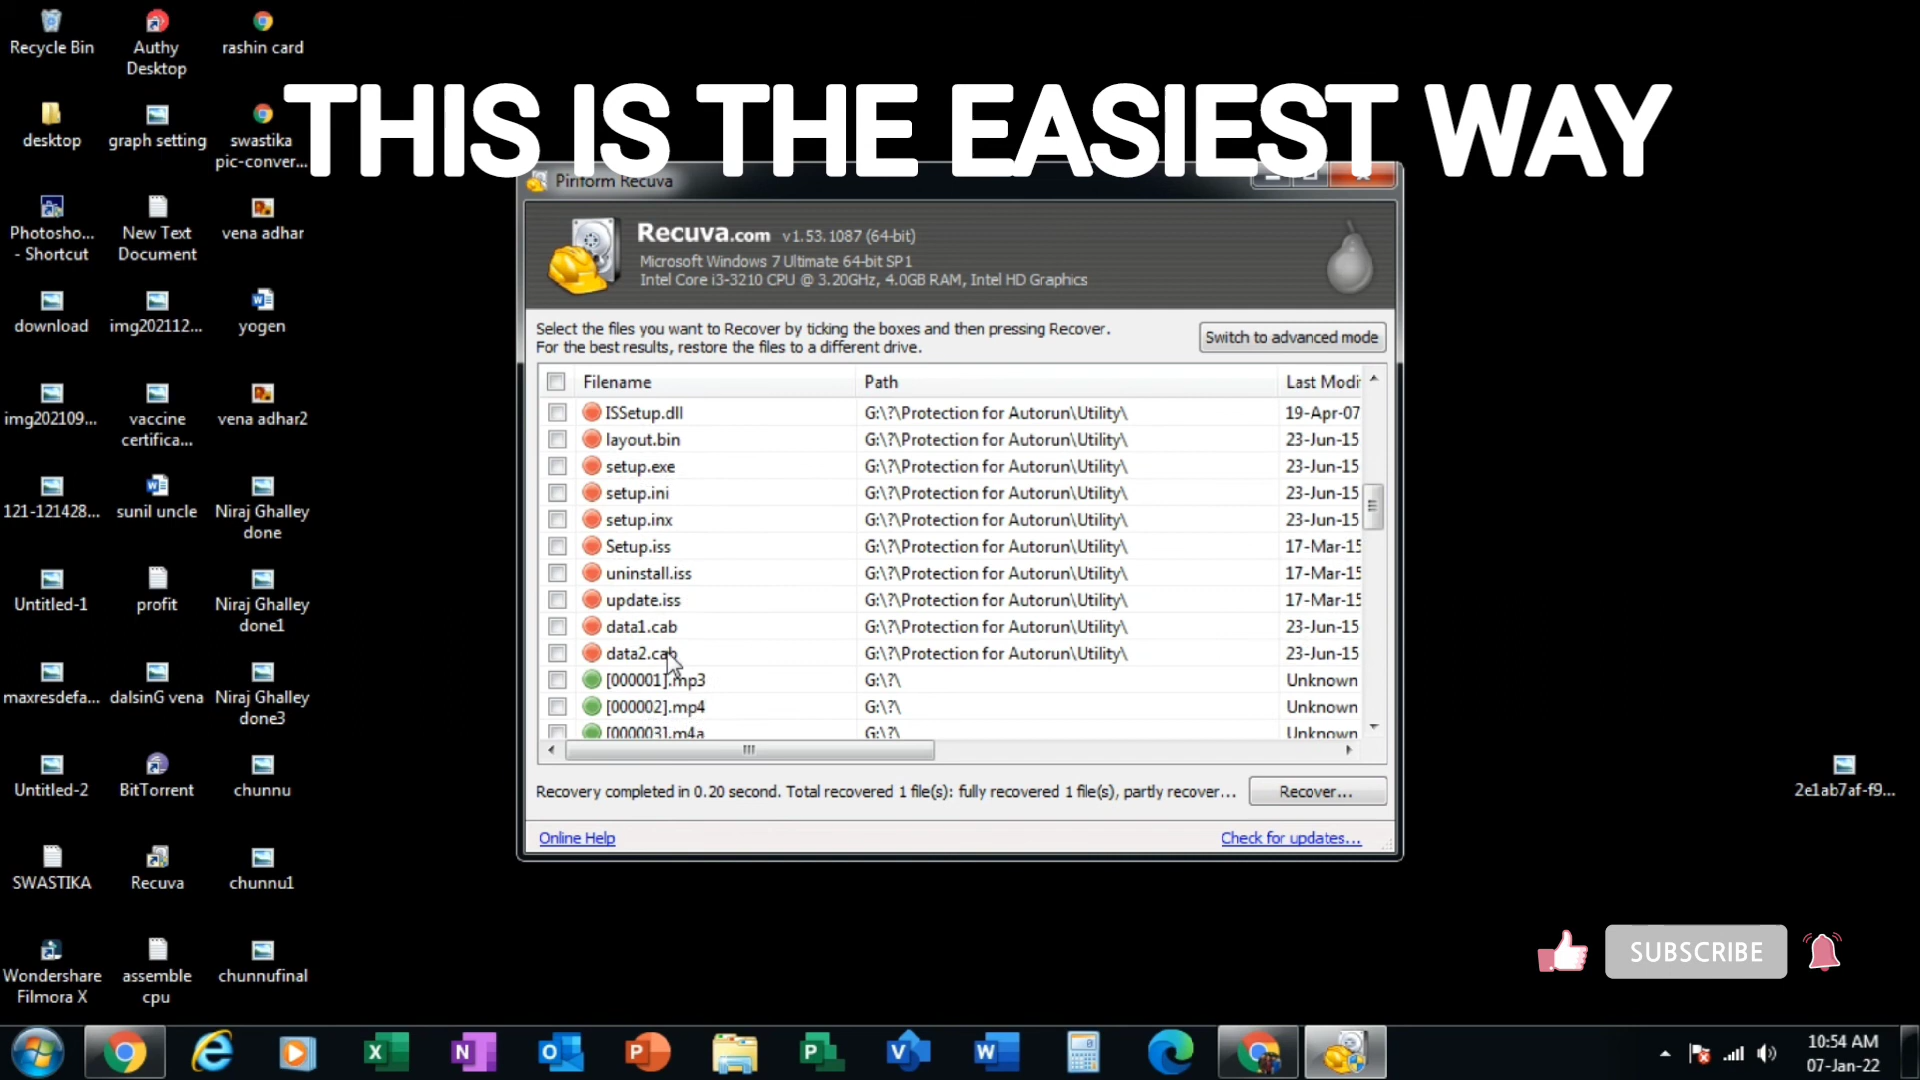 THIS IS THE EASIEST WAY
Recycle Bin
Authy
Desktop
rashin card
desktop
graph setting
swastika
pic-conver...
Photosho...
- Shortcut
New Text
Document
vena adhar
download
img202112...
yogen
img202109...
vaccine
certifica...
vena adhar2
121-121428...
sunil uncle
Niraj Ghalley
done
Untitled-1
profit
Niraj Ghalley
done1
maxresdefa...
dalsinG vena
Niraj Ghalley
done3
Untitled-2
BitTorrent
chunnu
SWASTIKA
Recuva
chunnu1
Wondershare
Filmora X
assemble
cpu
chunnufinal
Piriform Recuva
Recuva.com v1.53.1087 (64-bit)
Microsoft Windows 7 Ultimate 64-bit SP1
Intel Core i3-3210 CPU @ 3.20GHz, 4.0GB RAM, Intel HD Graphics
Select the files you want to Recover by ticking the boxes and then pressing Recover.
For the best results, restore the files to a different drive.
Switch to advanced mode
Filename Path Last Modi
ISSetup.dll G:\?\Protection for Autorun\Utility\ 19-Apr-07
layout.bin G:\?\Protection for Autorun\Utility\ 23-Jun-15
setup.exe G:\?\Protection for Autorun\Utility\ 23-Jun-15
setup.ini G:\?\Protection for Autorun\Utility\ 23-Jun-15
setup.inx G:\?\Protection for Autorun\Utility\ 23-Jun-15
Setup.iss G:\?\Protection for Autorun\Utility\ 17-Mar-15
uninstall.iss G:\?\Protection for Autorun\Utility\ 17-Mar-15
update.iss G:\?\Protection for Autorun\Utility\ 17-Mar-15
data1.cab G:\?\Protection for Autorun\Utility\ 23-Jun-15
data2.cab G:\?\Protection for Autorun\Utility\ 23-Jun-15
[000001].mp3 G:\?\ Unknown
[000002].mp4 G:\?\ Unknown
[000003].m4a G:\?\ Unknown
Recovery completed in 0.20 second. Total recovered 1 file(s): fully recovered 1 file(s), partly recover...
Recover...
Online Help
Check for updates...
2e1ab7af-f9...
SUBSCRIBE
10:54 AM
07-Jan-22